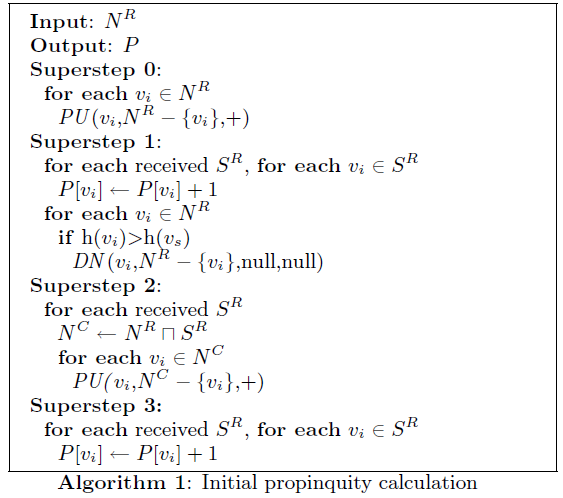 Input: N^R
Output: P
Superstep 0:
for each v_i ∈ N^R
PU(v_i,N^R − {v_i},+)
Superstep 1:
for each received S^R, for each v_i ∈ S^R
P[v_i] ← P[v_i] + 1
for each v_i ∈ N^R
if h(v_i)>h(v_s)
DN(v_i,N^R − {v_i},null,null)
Superstep 2:
for each received S^R
N^C ← N^R ⊓ S^R
for each v_i ∈ N^C
PU(v_i,N^C − {v_i},+)
Superstep 3:
for each received S^R, for each v_i ∈ S^R
P[v_i] ← P[v_i] + 1
Algorithm 1: Initial propinquity calculation